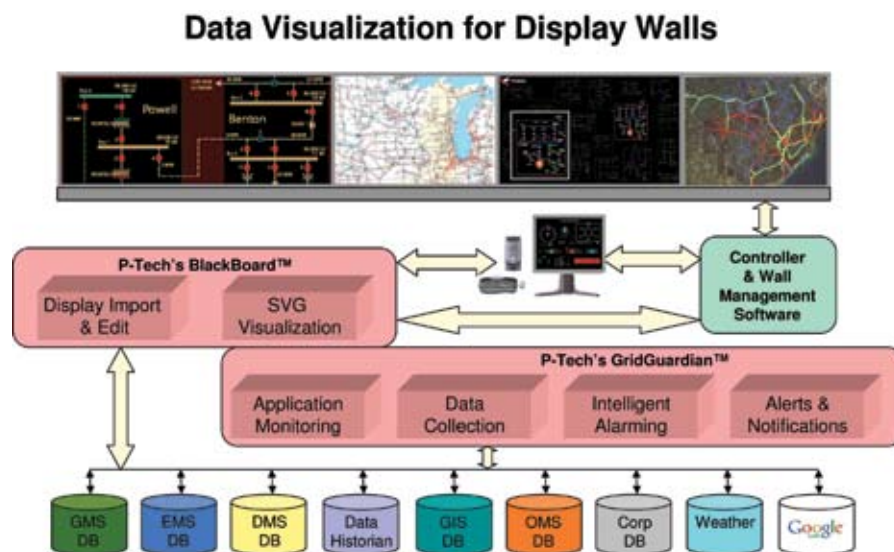 Data Visualization for Display Walls
Powell
Benton
P-Tech's BlackBoard™
Display Import
& Edit
SVG
Visualization
Controller
& Wall
Management
Software
P-Tech's GridGuardian™
Application
Monitoring
Data
Collection
Intelligent
Alarming
Alerts &
Notifications
GMS
DB
EMS
DB
DMS
DB
Data
Historian
GIS
DB
OMS
DB
Corp
DB
Weather
Google